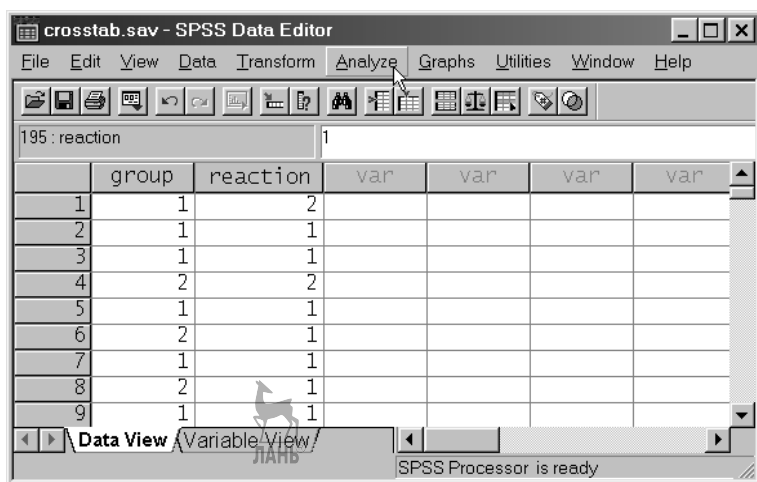 crosstab.sav - SPSS Data Editor
File Edit View Data Transform Analyze Graphs Utilities Window Help
195 : reaction 1
group reaction var var var var
1 1 2
2 1 1
3 1 1
4 2 2
5 1 1
6 2 1
7 1 1
8 2 1
9 1 1
Data View Variable View
ЛАНЬ
SPSS Processor is ready